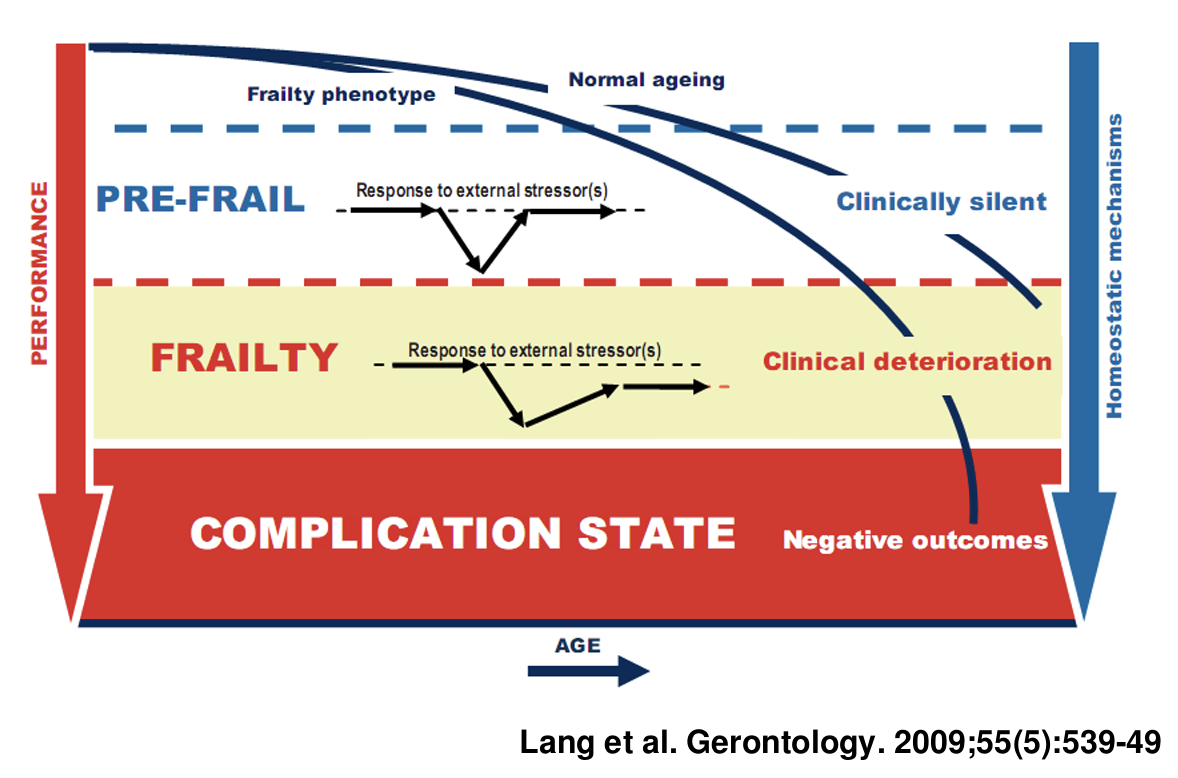 Normal ageing
Frailty phenotype
PERFORMANCE
Homeostatic mechanisms
PRE-FRAIL
Response to external stressor(s)
Clinically silent
FRAILTY
Response to external stressor(s)
Clinical deterioration
COMPLICATION STATE
Negative outcomes
AGE
Lang et al. Gerontology. 2009;55(5):539-49